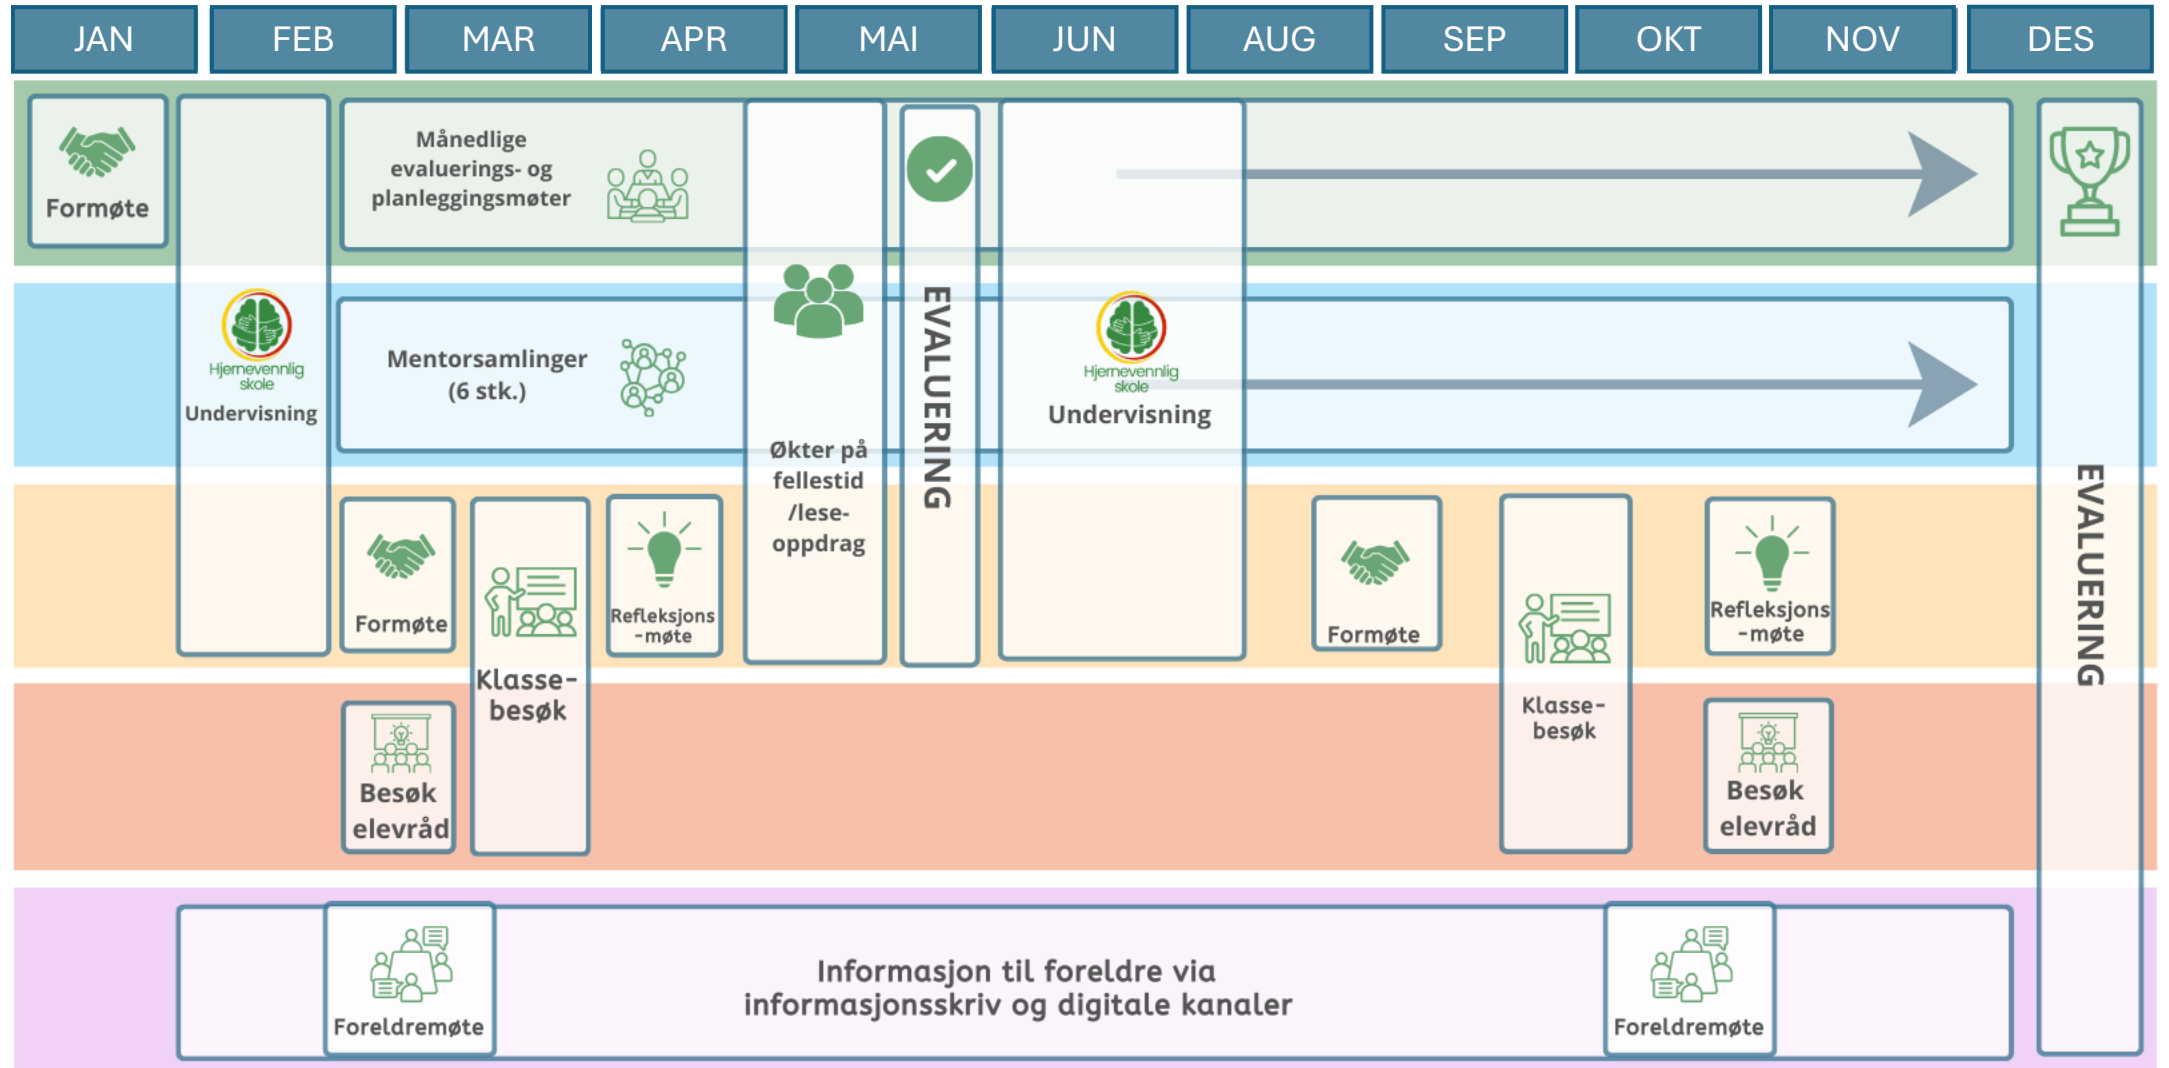 JAN FEB MAR APR MAI JUN AUG SEP OKT NOV DES
Formøte
Månedlige
evaluerings- og
planleggingsmøter
Hjernevennlig
skole
Undervisning
Mentorsamlinger
(6 stk.)
Økter på
fellestid
/lese-
oppdrag
EVALUERING
Hjernevennlig
skole
Undervisning
EVALUERING
Formøte
Klasse-
besøk
Refleksjons
-møte
Formøte
Klasse-
besøk
Refleksjons
-møte
Besøk
elevråd
Besøk
elevråd
Foreldremøte
Informasjon til foreldre via
informasjonsskriv og digitale kanaler
Foreldremøte